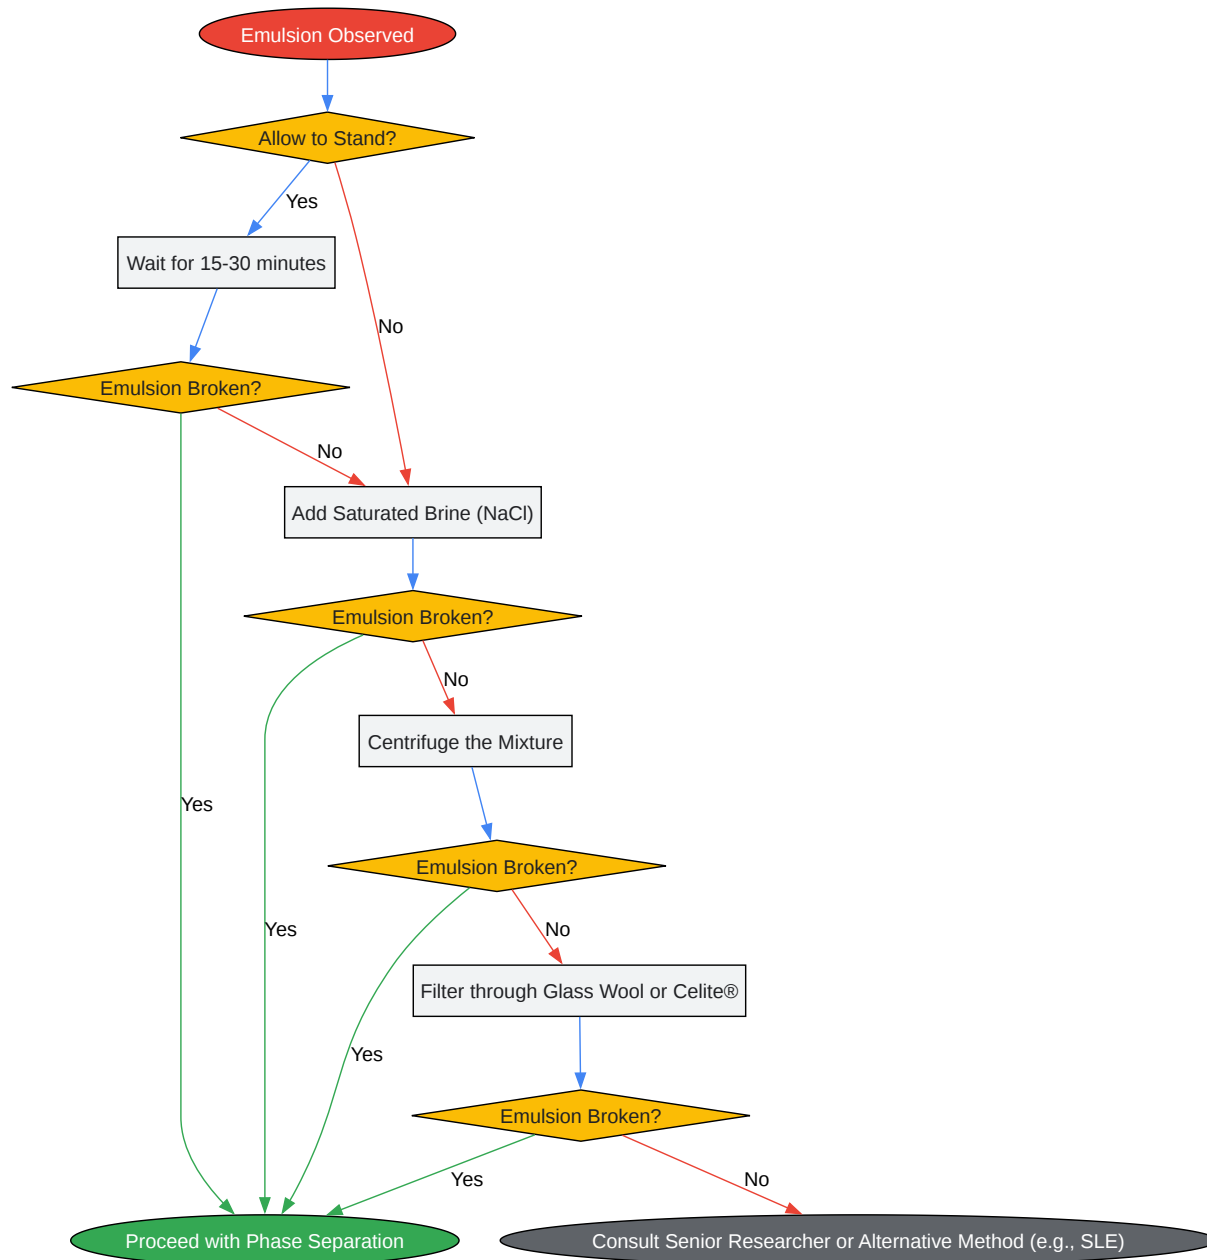 Emulsion Observed
Allow to Stand?
Yes
Wait for 15-30 minutes
No
Emulsion Broken?
No
Add Saturated Brine (NaCl)
Emulsion Broken?
No
Centrifuge the Mixture
Yes
Emulsion Broken?
Yes
No
Filter through Glass Wool or Celite®
Yes
Emulsion Broken?
Yes
No
Proceed with Phase Separation
Consult Senior Researcher or Alternative Method (e.g., SLE)